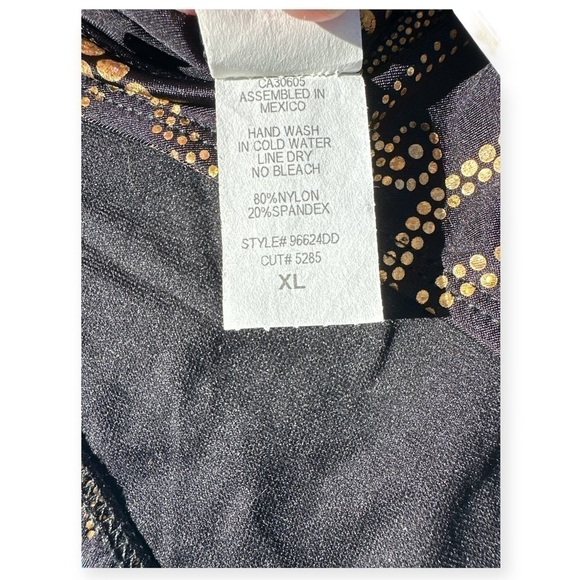 CA30605
ASSEMBLED IN
MEXICO
HAND WASH
IN COLD WATER
LINE DRY
NO BLEACH
80%NYLON
20%SPANDEX
STYLE# 96624DD
CUT# 5285
XL